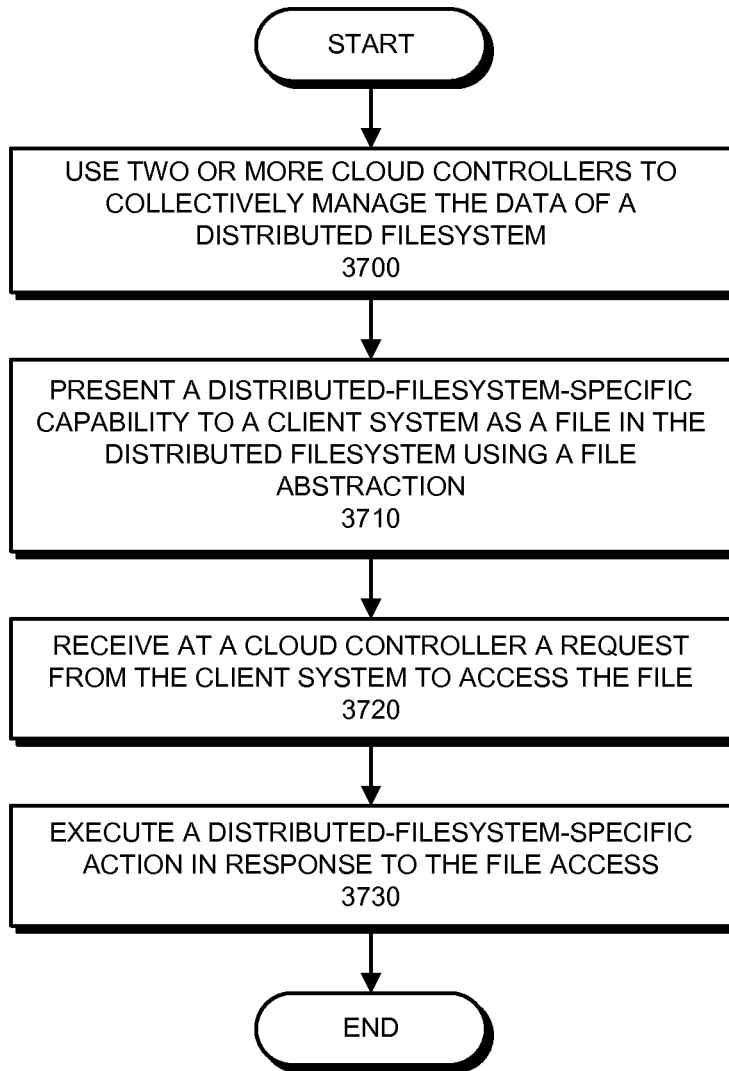 START
USE TWO OR MORE CLOUD CONTROLLERS TO
COLLECTIVELY MANAGE THE DATA OF A
DISTRIBUTED FILESYSTEM
3700
PRESENT A DISTRIBUTED-FILESYSTEM-SPECIFIC
CAPABILITY TO A CLIENT SYSTEM AS A FILE IN THE
DISTRIBUTED FILESYSTEM USING A FILE
ABSTRACTION
3710
RECEIVE AT A CLOUD CONTROLLER A REQUEST
FROM THE CLIENT SYSTEM TO ACCESS THE FILE
3720
EXECUTE A DISTRIBUTED-FILESYSTEM-SPECIFIC
ACTION IN RESPONSE TO THE FILE ACCESS
3730
END